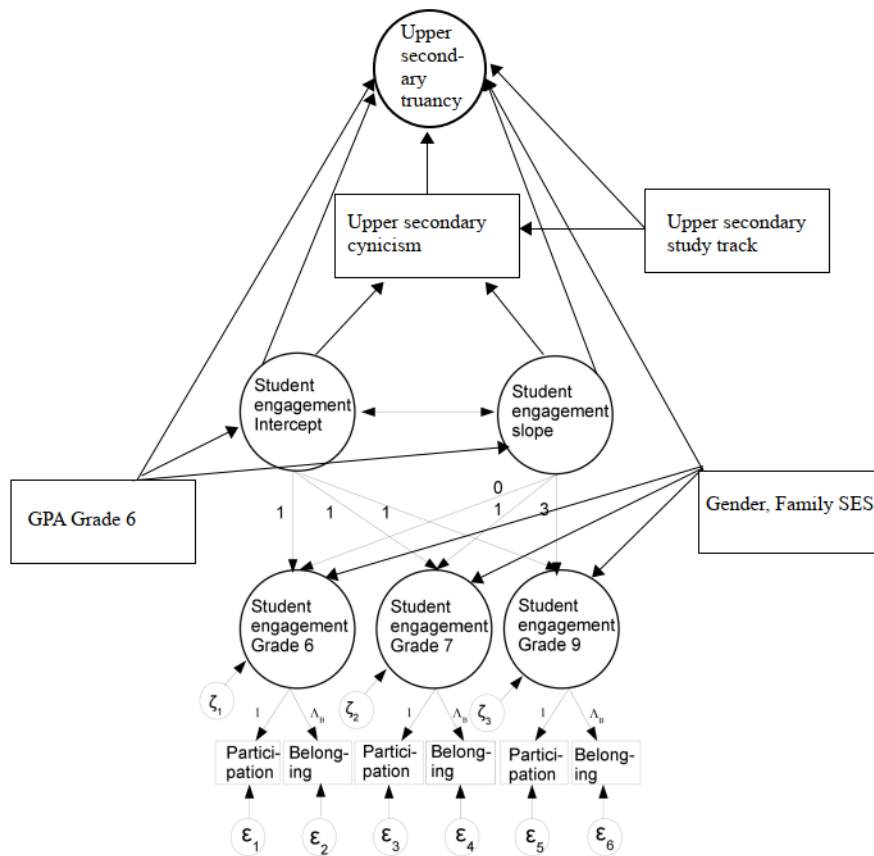 Upper
second-
ary
truancy
Upper secondary
cynicism
Upper secondary
study track
Student
engagement
Intercept
Student
engagement
slope
GPA Grade 6
Gender, Family SES
1
1
1
0
1
3
Student
engagement
Grade 6
Student
engagement
Grade 7
Student
engagement
Grade 9
ζ1
ζ2
ζ3
1
ΛB
1
ΛB
1
ΛB
Partici-
pation
Belong-
ing
Partici-
pation
Belong-
ing
Partici-
pation
Belong-
ing
ε1
ε2
ε3
ε4
ε5
ε6